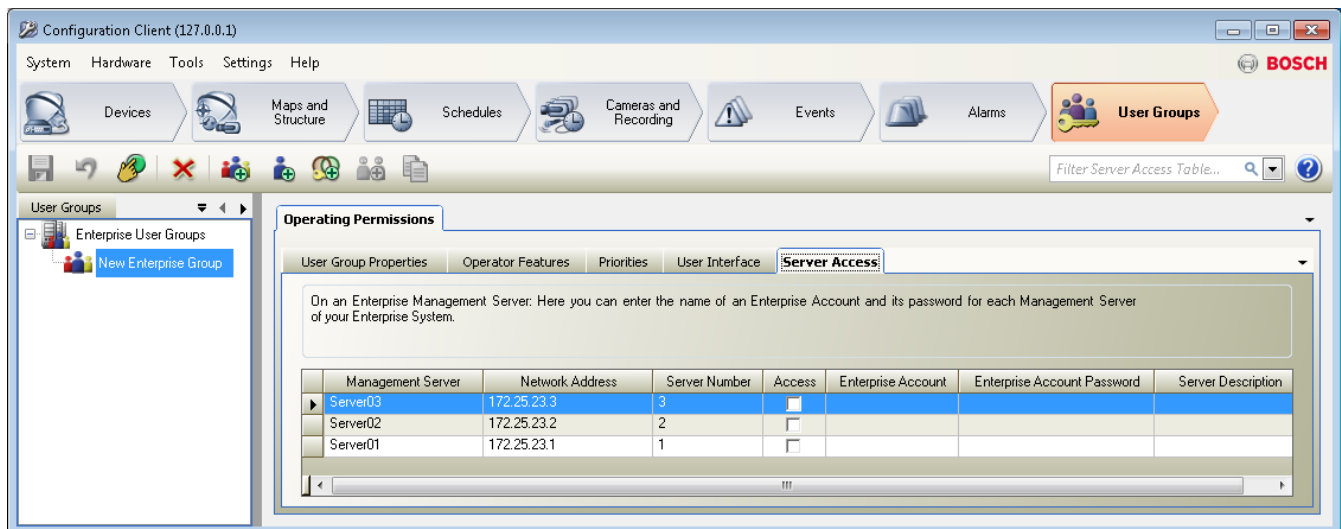 Configuration Client (127.0.0.1)
System Hardware Tools Settings Help
BOSCH
Devices
Maps and Structure
Schedules
Cameras and Recording
Events
Alarms
User Groups
Filter Server Access Table...
User Groups
Enterprise User Groups
New Enterprise Group
Operating Permissions
User Group Properties Operator Features Priorities User Interface Server Access
On an Enterprise Management Server: Here you can enter the name of an Enterprise Account and its password for each Management Server
of your Enterprise System.
Management Server Network Address Server Number Access Enterprise Account Enterprise Account Password Server Description
Server03 172.25.23.3 3
Server02 172.25.23.2 2
Server01 172.25.23.1 1